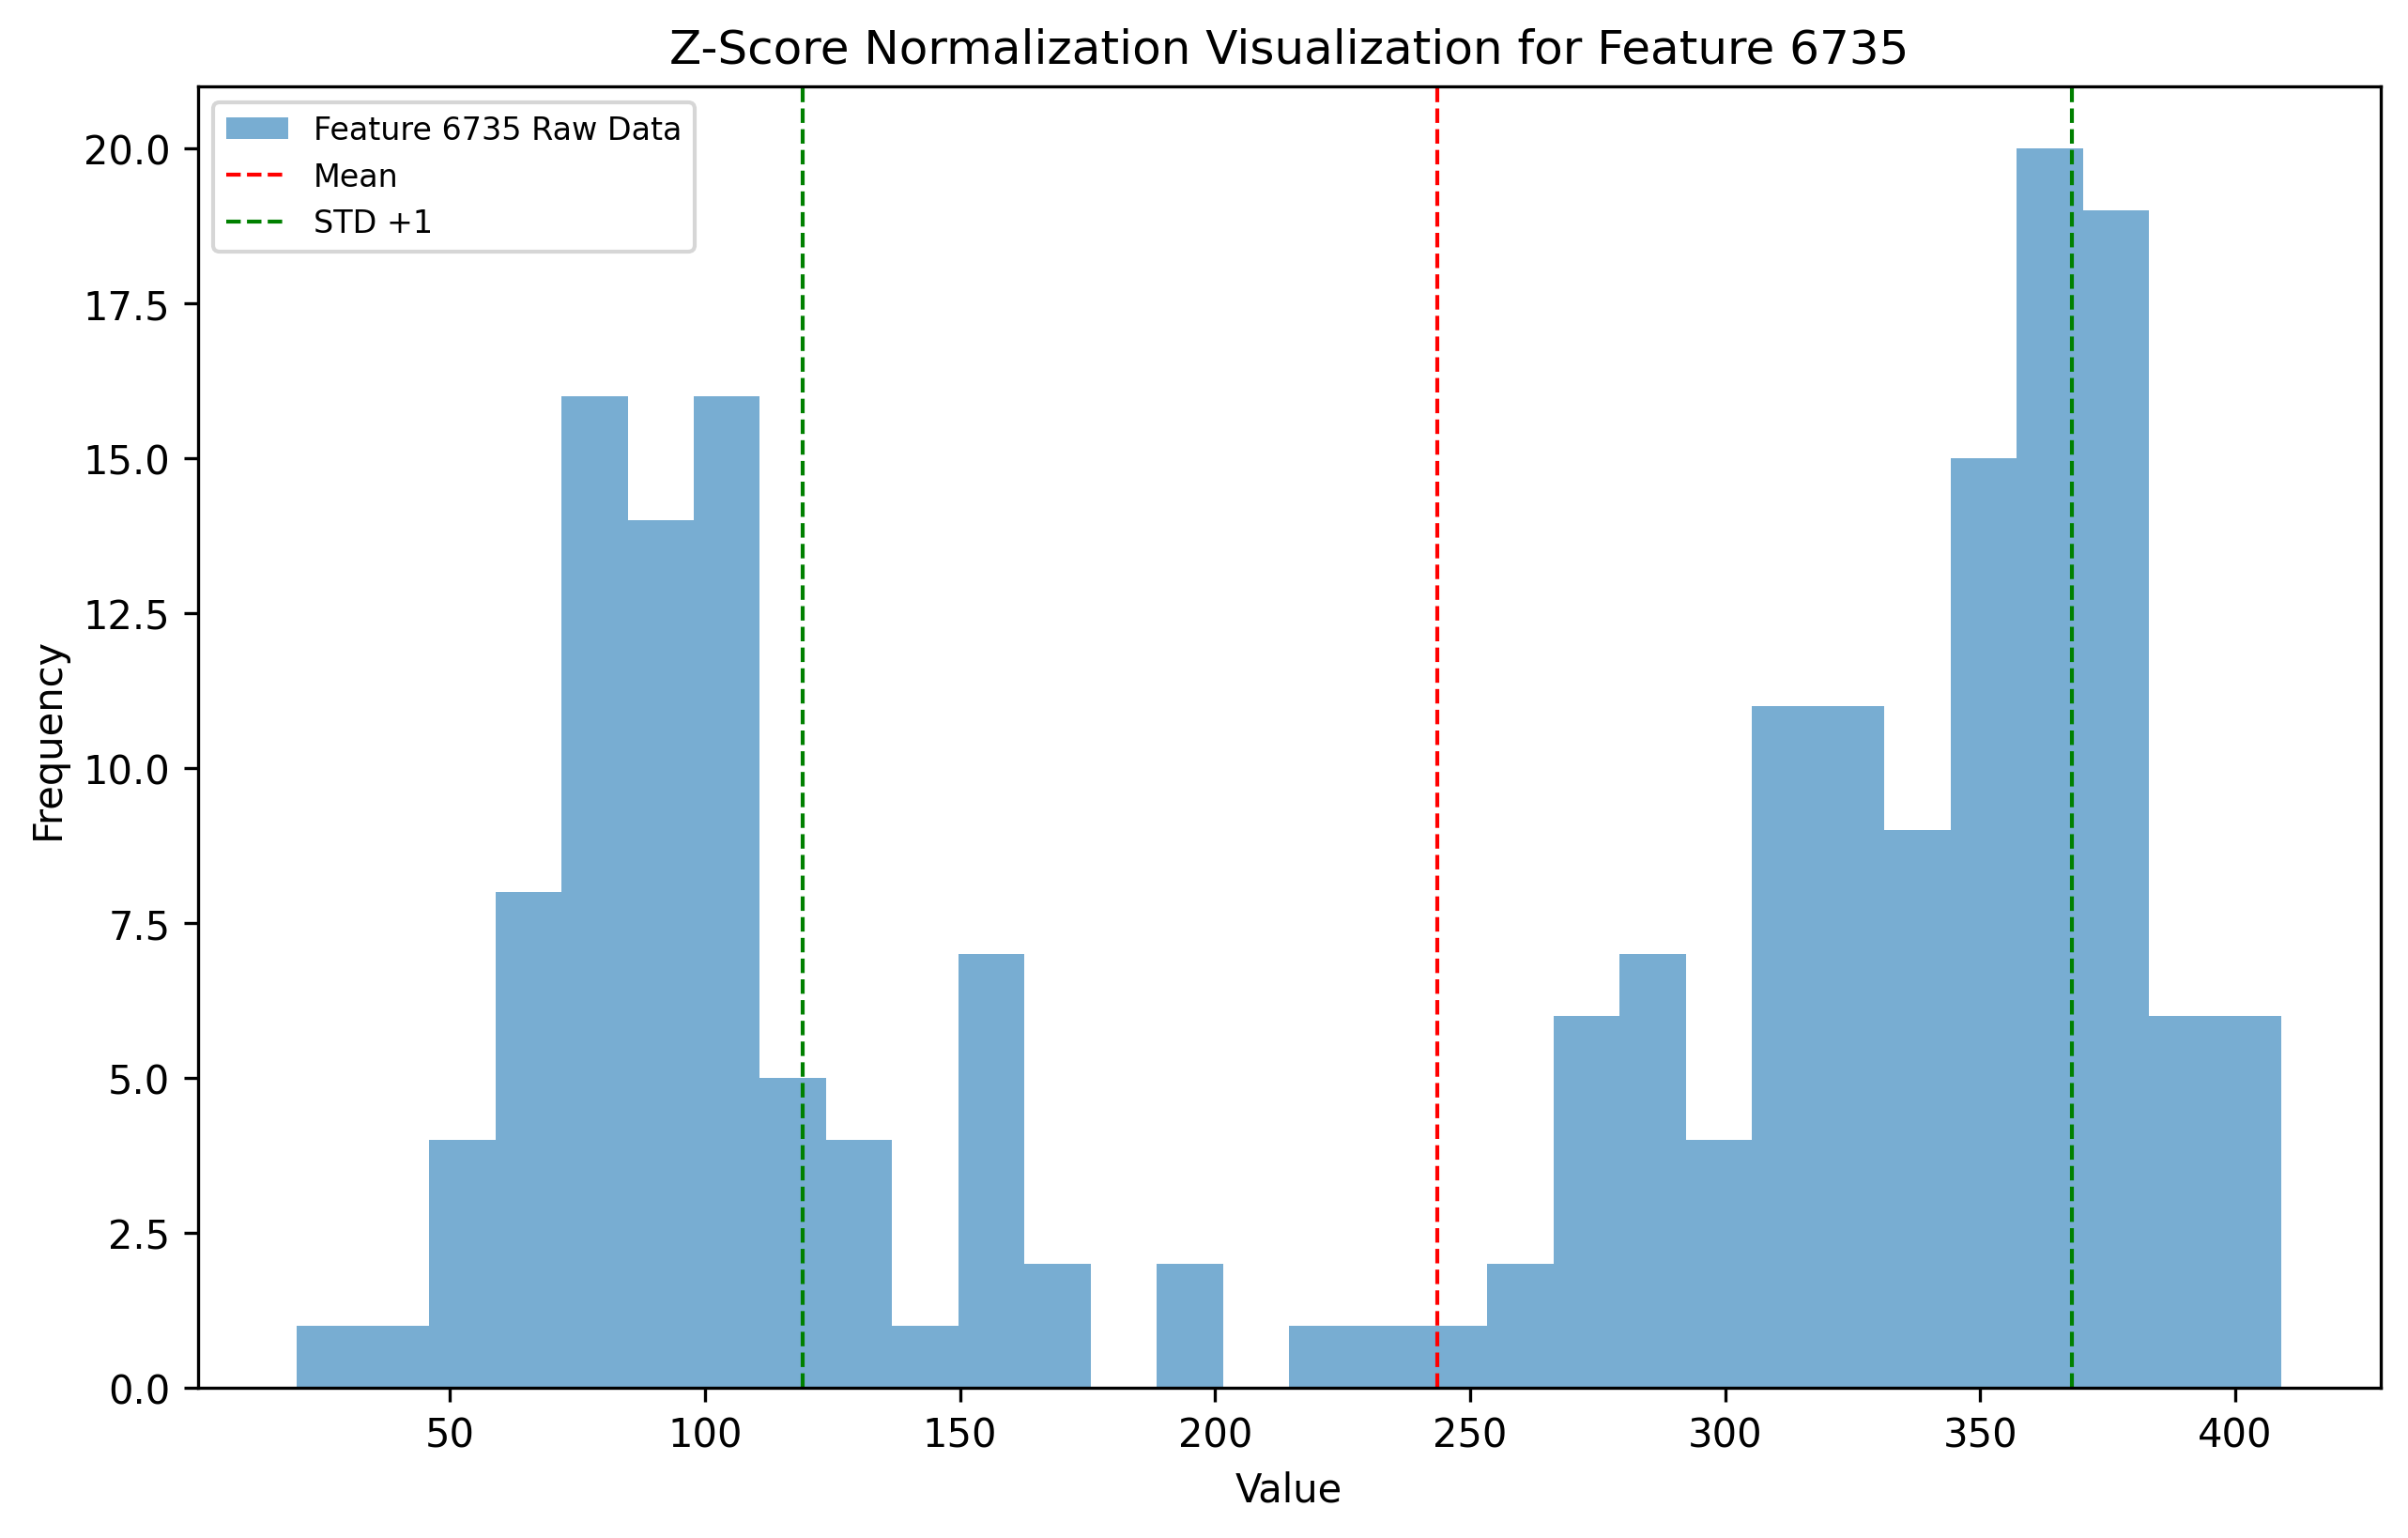 Z-Score Normalization Visualization for Feature 6735
Feature 6735 Raw Data
Mean
STD +1
20.0
17.5
15.0
12.5
10.0
7.5
5.0
2.5
0.0
Frequency
50 100 150 200 250 300 350 400
Value